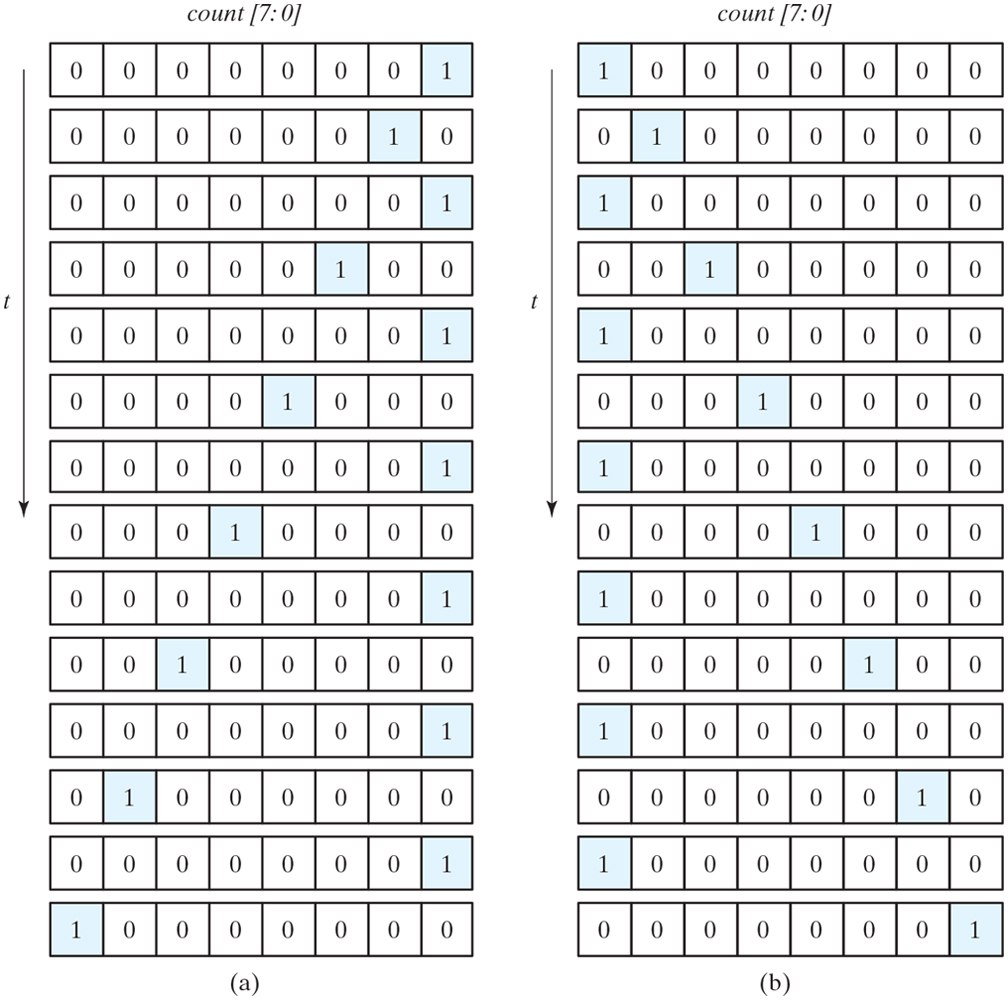 count [7: 0] count [7: 0]
0 0 0 0 0 0 0 1 1 0 0 0 0 0 0 0
0 0 0 0 0 0 1 0 0 1 0 0 0 0 0 0
0 0 0 0 0 0 0 1 1 0 0 0 0 0 0 0
0 0 0 0 0 1 0 0 0 0 1 0 0 0 0 0
t 0 0 0 0 0 0 0 1 t 1 0 0 0 0 0 0 0
0 0 0 0 1 0 0 0 0 0 0 1 0 0 0 0
0 0 0 0 0 0 0 1 1 0 0 0 0 0 0 0
0 0 0 1 0 0 0 0 0 0 0 0 1 0 0 0
0 0 0 0 0 0 0 1 1 0 0 0 0 0 0 0
0 0 1 0 0 0 0 0 0 0 0 0 0 1 0 0
0 0 0 0 0 0 0 1 1 0 0 0 0 0 0 0
0 1 0 0 0 0 0 0 0 0 0 0 0 0 1 0
0 0 0 0 0 0 0 1 1 0 0 0 0 0 0 0
1 0 0 0 0 0 0 0 0 0 0 0 0 0 0 1
(a) (b)